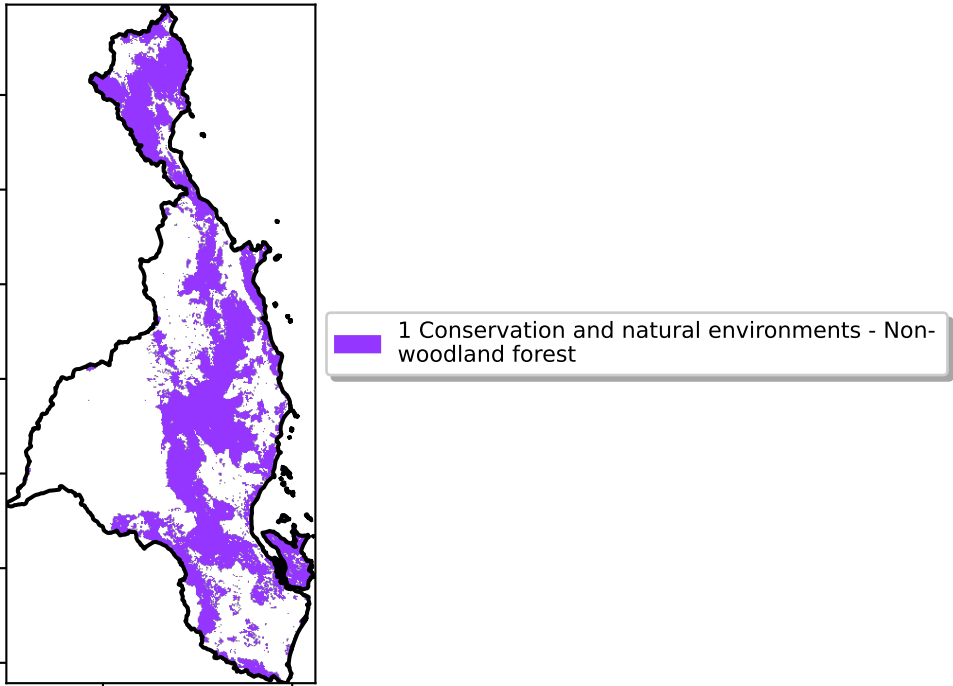 1 Conservation and natural environments - Non-
woodland forest